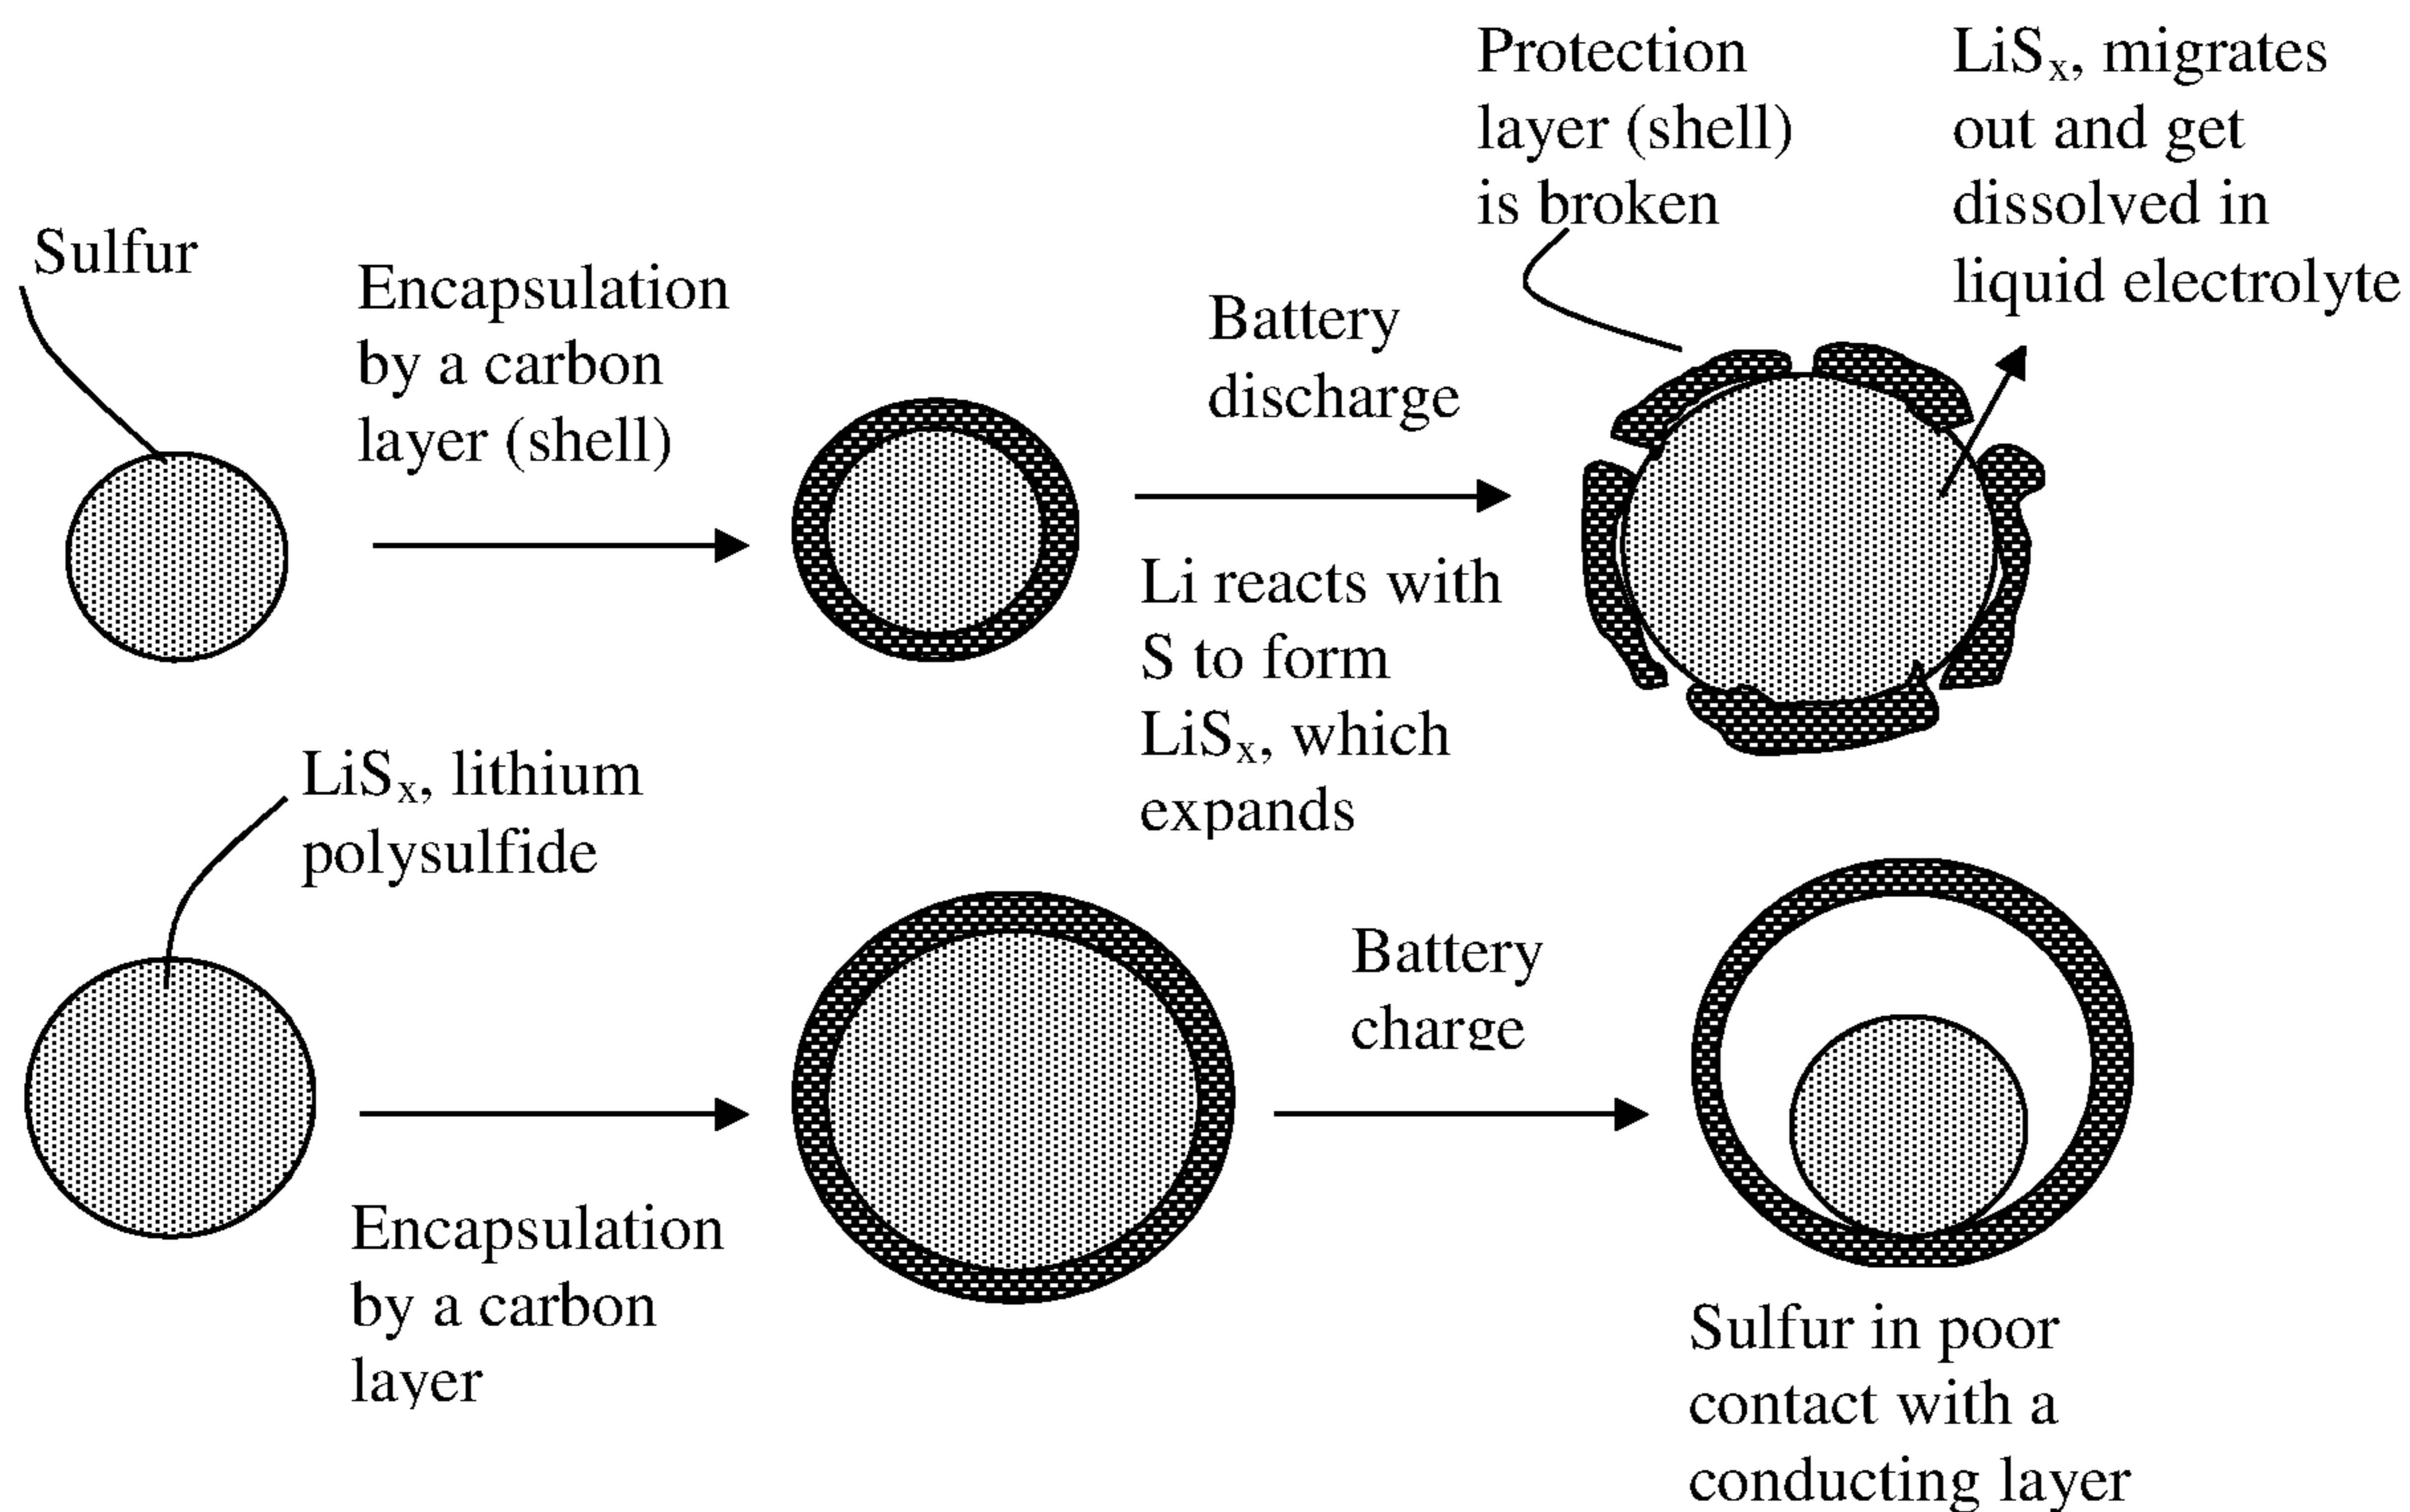 Sulfur
Encapsulation
by a carbon
layer (shell)
Battery
discharge
Li reacts with
S to form
LiSₓ, which
expands
Protection
layer (shell)
is broken
LiSₓ, migrates
out and get
dissolved in
liquid electrolyte
LiSₓ, lithium
polysulfide
Encapsulation
by a carbon
layer
Battery
charge
Sulfur in poor
contact with a
conducting layer